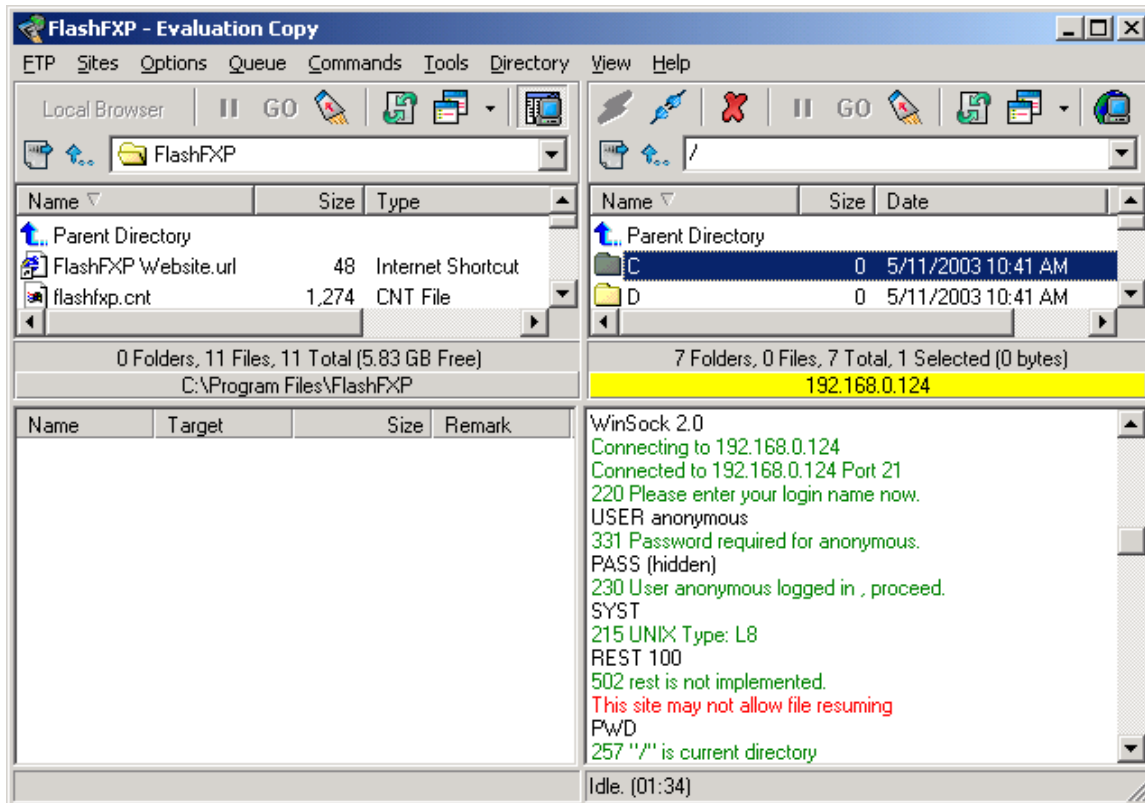 FlashFXP - Evaluation Copy
FTP Sites Options Queue Commands Tools Directory View Help
Local Browser GO
GO
FlashFXP
/
Name Size Type
Parent Directory
FlashFXP Website.url 48 Internet Shortcut
flashfxp.cnt 1,274 CNT File
Name Size Date
Parent Directory
C 0 5/11/2003 10:41 AM
D 0 5/11/2003 10:41 AM
0 Folders, 11 Files, 11 Total (5.83 GB Free)
C:\Program Files\FlashFXP
7 Folders, 0 Files, 7 Total, 1 Selected (0 bytes)
192.168.0.124
Name Target Size Remark
WinSock 2.0
Connecting to 192.168.0.124
Connected to 192.168.0.124 Port 21
220 Please enter your login name now.
USER anonymous
331 Password required for anonymous.
PASS (hidden)
230 User anonymous logged in , proceed.
SYST
215 UNIX Type: L8
REST 100
502 rest is not implemented.
This site may not allow file resuming
PWD
257 "/" is current directory
Idle. (01:34)